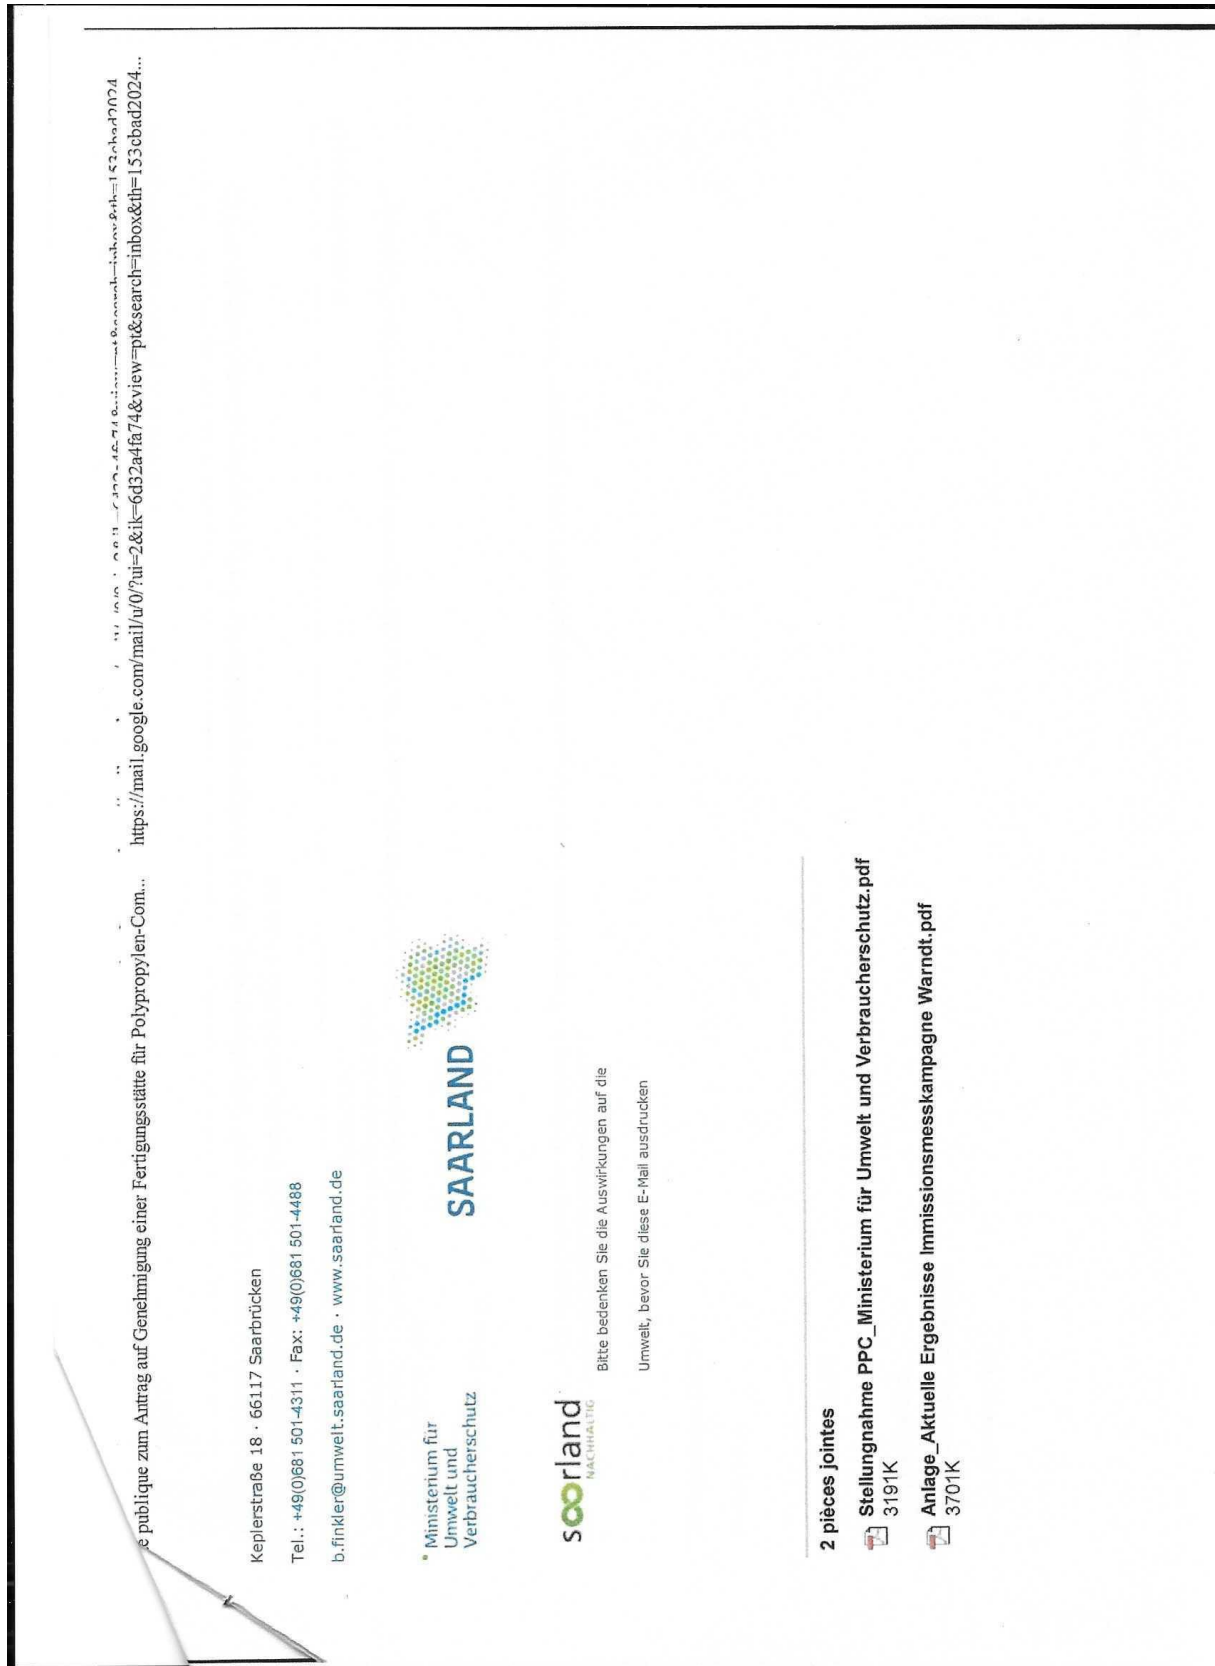 e publique zum Antrag auf Genehmigung einer Fertigungsstätte für Polypropylen-Com... https://mail.google.com/mail/u/0/?ui=2&ik=6d32a4fa74&view=pt&search=inbox&th=153cbad2024...
Keplerstraße 18 · 66117 Saarbrücken
Tel.: +49(0)681 501-4311 · Fax: +49(0)681 501-4488
b.finkler@umwelt.saarland.de · www.saarland.de
Ministerium für
Umwelt und
Verbraucherschutz
SAARLAND
saarland
NACHHALTIG
Bitte bedenken Sie die Auswirkungen auf die
Umwelt, bevor Sie diese E-Mail ausdrucken
2 pièces jointes
Stellungnahme PPC_Ministerium für Umwelt und Verbraucherschutz.pdf
3191K
Anlage_Aktuelle Ergebnisse Immissionsmesskampagne Warndt.pdf
3701K